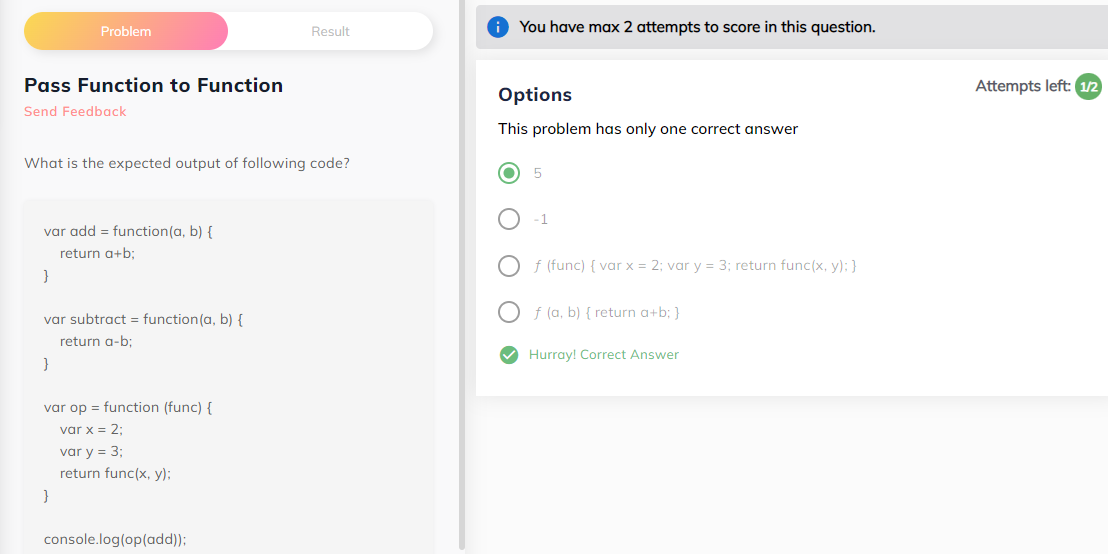 Problem
Result
Pass Function to Function
Send Feedback
What is the expected output of following code?
var add = function(a, b) {
return a+b;
}
var subtract = function(a, b) {
return a-b;
}
var op = function (func) {
var x = 2;
var y = 3;
return func(x, y);
}
console.log(op(add));
You have max 2 attempts to score in this question.
Attempts left: 1/2
Options
This problem has only one correct answer
5
-1
ƒ (func) { var x = 2; var y = 3; return func(x, y); }
ƒ (a, b) { return a+b; }
Hurray! Correct Answer